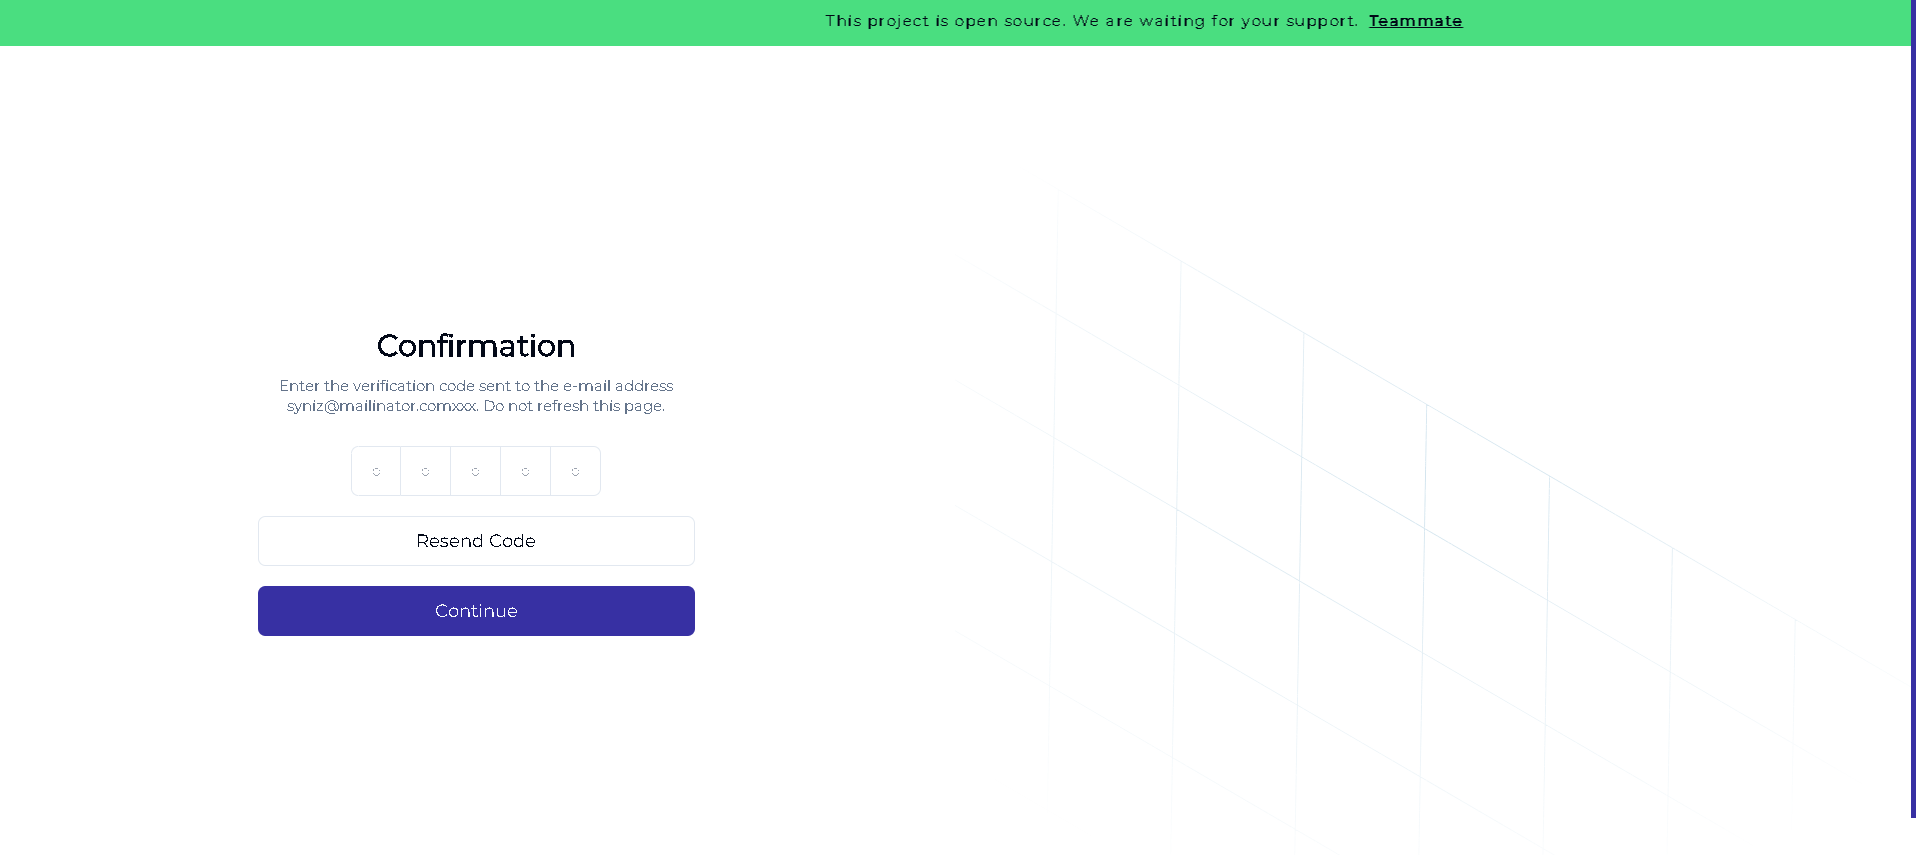 This project is open source. We are waiting for your support. Teammate
Confirmation
Enter the verification code sent to the e-mail address
syniz@mailinator.comxxx. Do not refresh this page.
Resend Code
Continue